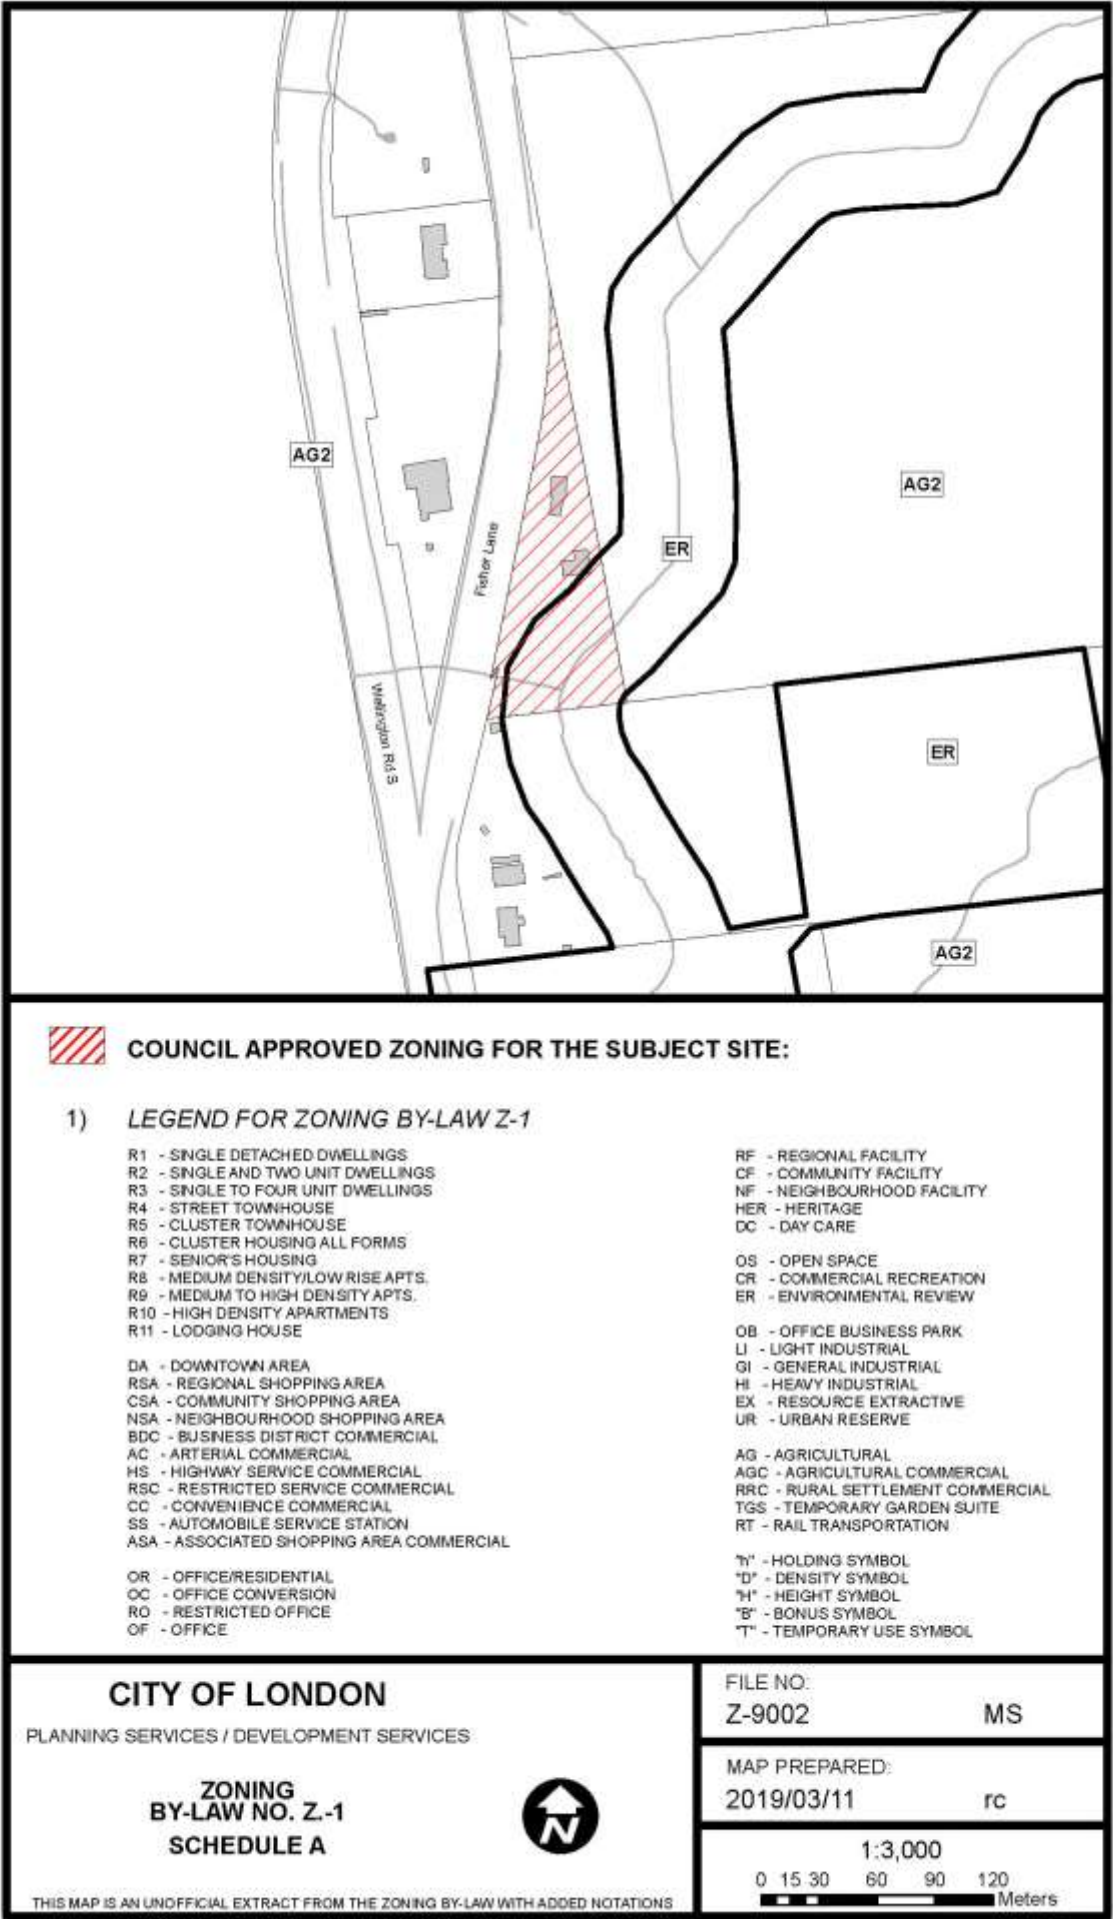 AG2
AG2
Fisher Lane
ER
Wellington Rd S
ER
AG2
COUNCIL APPROVED ZONING FOR THE SUBJECT SITE:
1) LEGEND FOR ZONING BY-LAW Z-1
R1 - SINGLE DETACHED DWELLINGS
R2 - SINGLE AND TWO UNIT DWELLINGS
R3 - SINGLE TO FOUR UNIT DWELLINGS
R4 - STREET TOWNHOUSE
R5 - CLUSTER TOWNHOUSE
R6 - CLUSTER HOUSING ALL FORMS
R7 - SENIOR'S HOUSING
R8 - MEDIUM DENSITY/LOW RISE APTS.
R9 - MEDIUM TO HIGH DENSITY APTS.
R10 - HIGH DENSITY APARTMENTS
R11 - LODGING HOUSE
DA - DOWNTOWN AREA
RSA - REGIONAL SHOPPING AREA
CSA - COMMUNITY SHOPPING AREA
NSA - NEIGHBOURHOOD SHOPPING AREA
BDC - BUSINESS DISTRICT COMMERCIAL
AC - ARTERIAL COMMERCIAL
HS - HIGHWAY SERVICE COMMERCIAL
RSC - RESTRICTED SERVICE COMMERCIAL
CC - CONVENIENCE COMMERCIAL
SS - AUTOMOBILE SERVICE STATION
ASA - ASSOCIATED SHOPPING AREA COMMERCIAL
OR - OFFICE/RESIDENTIAL
OC - OFFICE CONVERSION
RO - RESTRICTED OFFICE
OF - OFFICE
RF - REGIONAL FACILITY
CF - COMMUNITY FACILITY
NF - NEIGHBOURHOOD FACILITY
HER - HERITAGE
DC - DAY CARE
OS - OPEN SPACE
CR - COMMERCIAL RECREATION
ER - ENVIRONMENTAL REVIEW
OB - OFFICE BUSINESS PARK
LI - LIGHT INDUSTRIAL
GI - GENERAL INDUSTRIAL
HI - HEAVY INDUSTRIAL
EX - RESOURCE EXTRACTIVE
UR - URBAN RESERVE
AG - AGRICULTURAL
AGC - AGRICULTURAL COMMERCIAL
RRC - RURAL SETTLEMENT COMMERCIAL
TGS - TEMPORARY GARDEN SUITE
RT - RAIL TRANSPORTATION
"h" - HOLDING SYMBOL
"D" - DENSITY SYMBOL
"H" - HEIGHT SYMBOL
"B" - BONUS SYMBOL
"T" - TEMPORARY USE SYMBOL
CITY OF LONDON
PLANNING SERVICES / DEVELOPMENT SERVICES
ZONING
BY-LAW NO. Z.-1
SCHEDULE A
N
THIS MAP IS AN UNOFFICIAL EXTRACT FROM THE ZONING BY-LAW WITH ADDED NOTATIONS
FILE NO:
Z-9002 MS
MAP PREPARED:
2019/03/11 rc
1:3,000
0 15 30 60 90 120
Meters